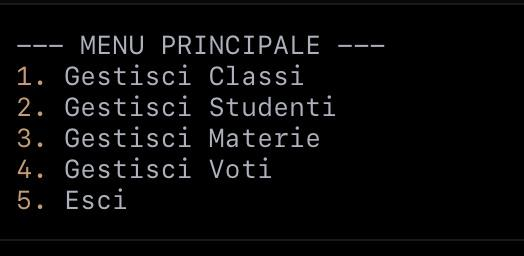 --- MENU PRINCIPALE ---
1. Gestisci Classi
2. Gestisci Studenti
3. Gestisci Materie
4. Gestisci Voti
5. Esci